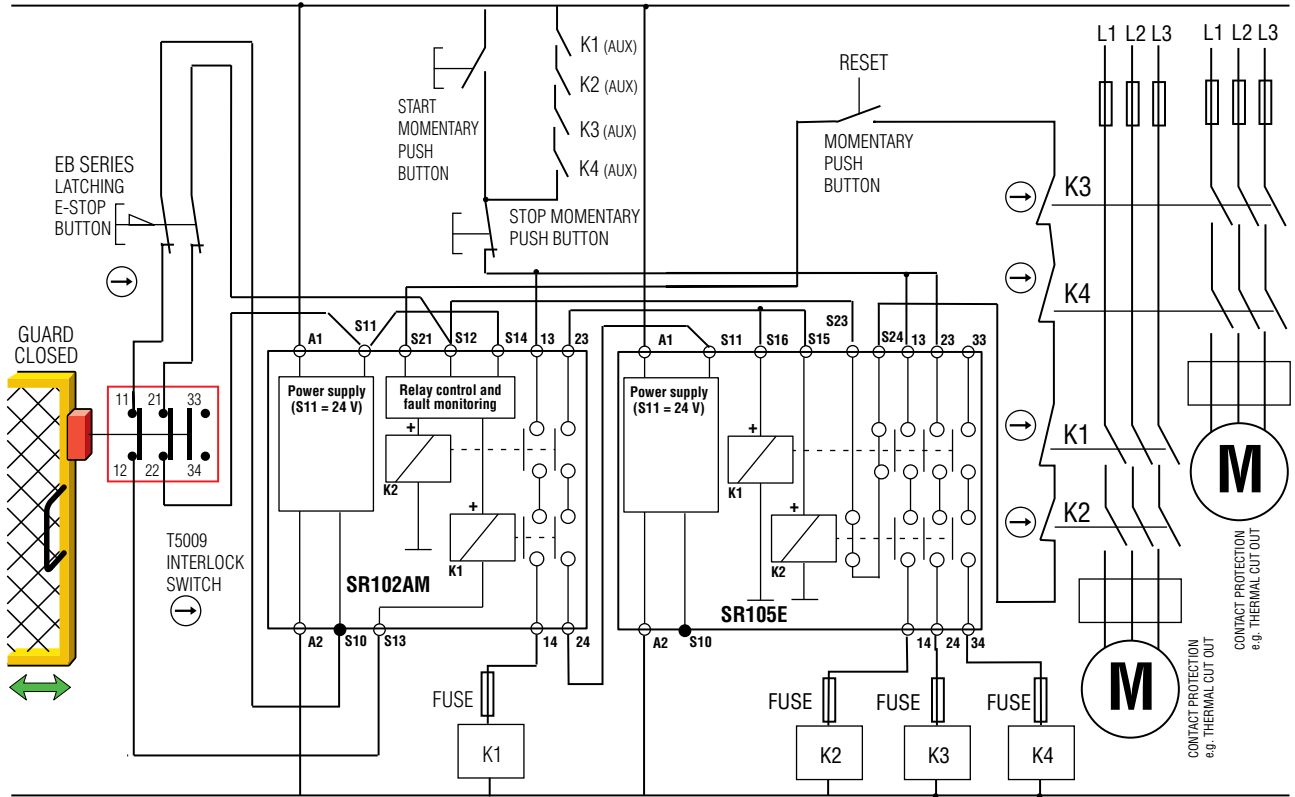 L1 L2 L3
L1 L2 L3
K1 (AUX)
K2 (AUX)
K3 (AUX)
K4 (AUX)
START
MOMENTARY
PUSH
BUTTON
RESET
MOMENTARY
PUSH
BUTTON
EB SERIES
LATCHING
E-STOP
BUTTON
STOP MOMENTARY
PUSH BUTTON
K3
K4
K1
K2
GUARD
CLOSED
11 21 33
12 22 34
T5009
INTERLOCK
SWITCH
A1 S11 S21 S12 S14 13 23
Power supply
(S11 = 24 V)
Relay control and
fault monitoring
+
K2
+
K1
SR102AM
A2 S10 S13 14 24
A1 S11 S16 S15 S23 S24 13 23 33
Power supply
(S11 = 24 V)
+
K1
+
K2
SR105E
A2 S10 14 24 34
FUSE
K1
FUSE
K2
FUSE
K3
FUSE
K4
M
CONTACT PROTECTION
e.g. THERMAL CUT OUT
M
CONTACT PROTECTION
e.g. THERMAL CUT OUT